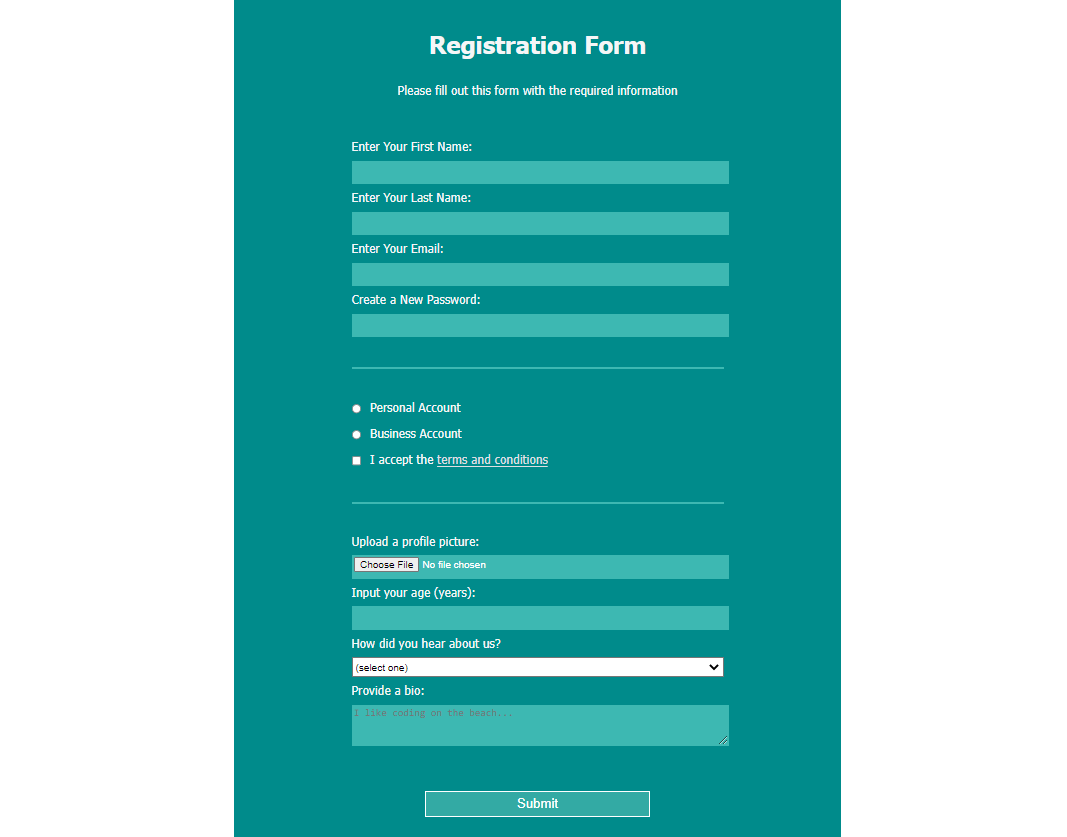 Registration Form
Please fill out this form with the required information
Enter Your First Name:
Enter Your Last Name:
Enter Your Email:
Create a New Password:
Personal Account
Business Account
I accept the terms and conditions
Upload a profile picture:
Choose File No file chosen
Input your age (years):
How did you hear about us?
(select one)
Provide a bio:
I like coding on the beach...
Submit